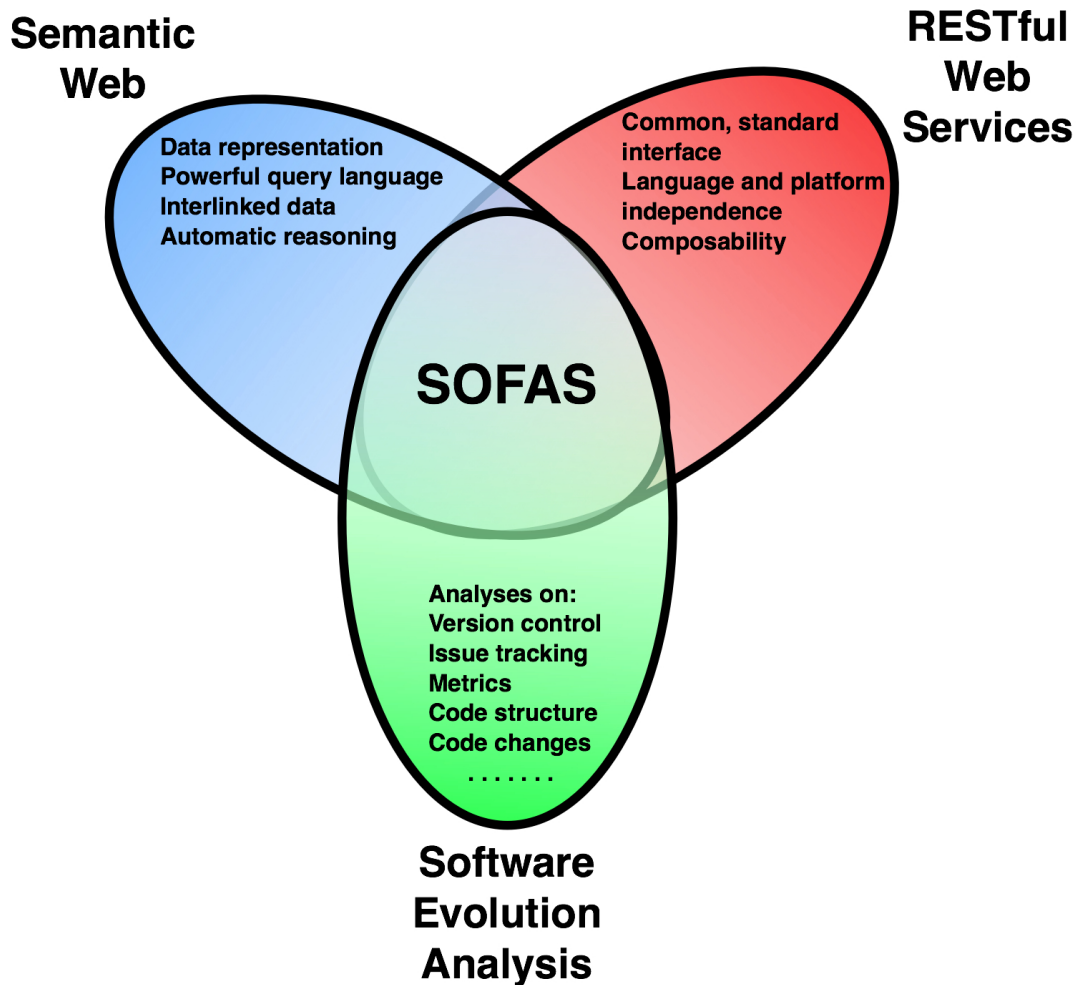 Semantic
Web
RESTful
Web
Services
Data representation
Powerful query language
Interlinked data
Automatic reasoning
Common, standard
interface
Language and platform
independence
Composability
SOFAS
Analyses on:
Version control
Issue tracking
Metrics
Code structure
Code changes
.......
Software
Evolution
Analysis